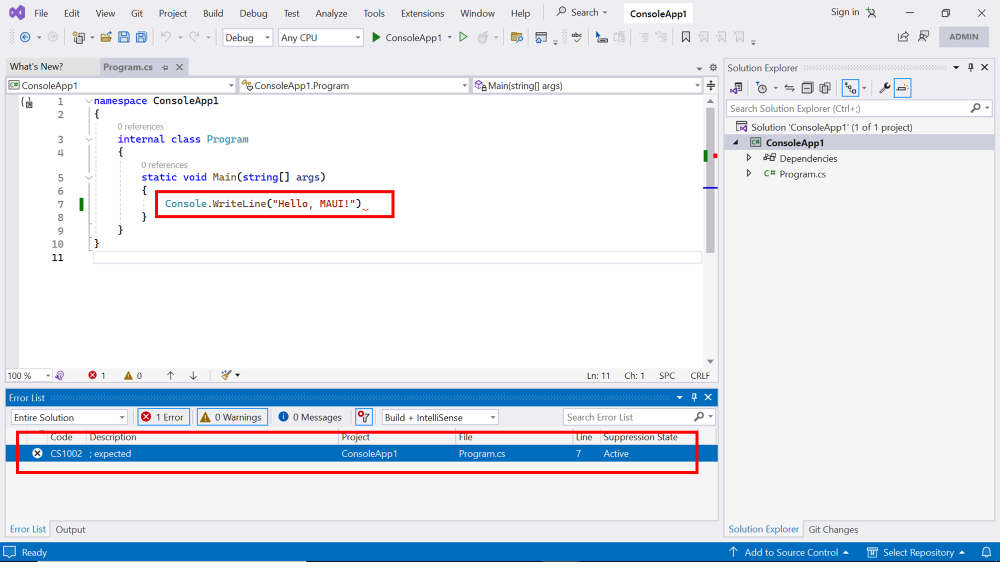 File Edit View Git Project Build Debug Test Analyze Tools Extensions Window Help Search ConsoleApp1 Sign in
Debug Any CPU ConsoleApp1 abc ADMIN
What's New? Program.cs
C# ConsoleApp1 ConsoleApp1.Program Main(string[] args)
1 namespace ConsoleApp1
2 {
0 references
3 internal class Program
4 {
0 references
5 static void Main(string[] args)
6 {
7 Console.WriteLine("Hello, MAUI!")
8 }
9 }
10 }
11
100 % 1 0 Ln: 11 Ch: 1 SPC CRLF
Error List
Entire Solution 1 Error 0 Warnings 0 Messages Build + IntelliSense Search Error List
Code Description Project File Line Suppression State
CS1002 ; expected ConsoleApp1 Program.cs 7 Active
Error List Output
Solution Explorer
Search Solution Explorer (Ctrl+;)
Solution 'ConsoleApp1' (1 of 1 project)
C# ConsoleApp1
Dependencies
C# Program.cs
Solution Explorer Git Changes
Ready Add to Source Control Select Repository